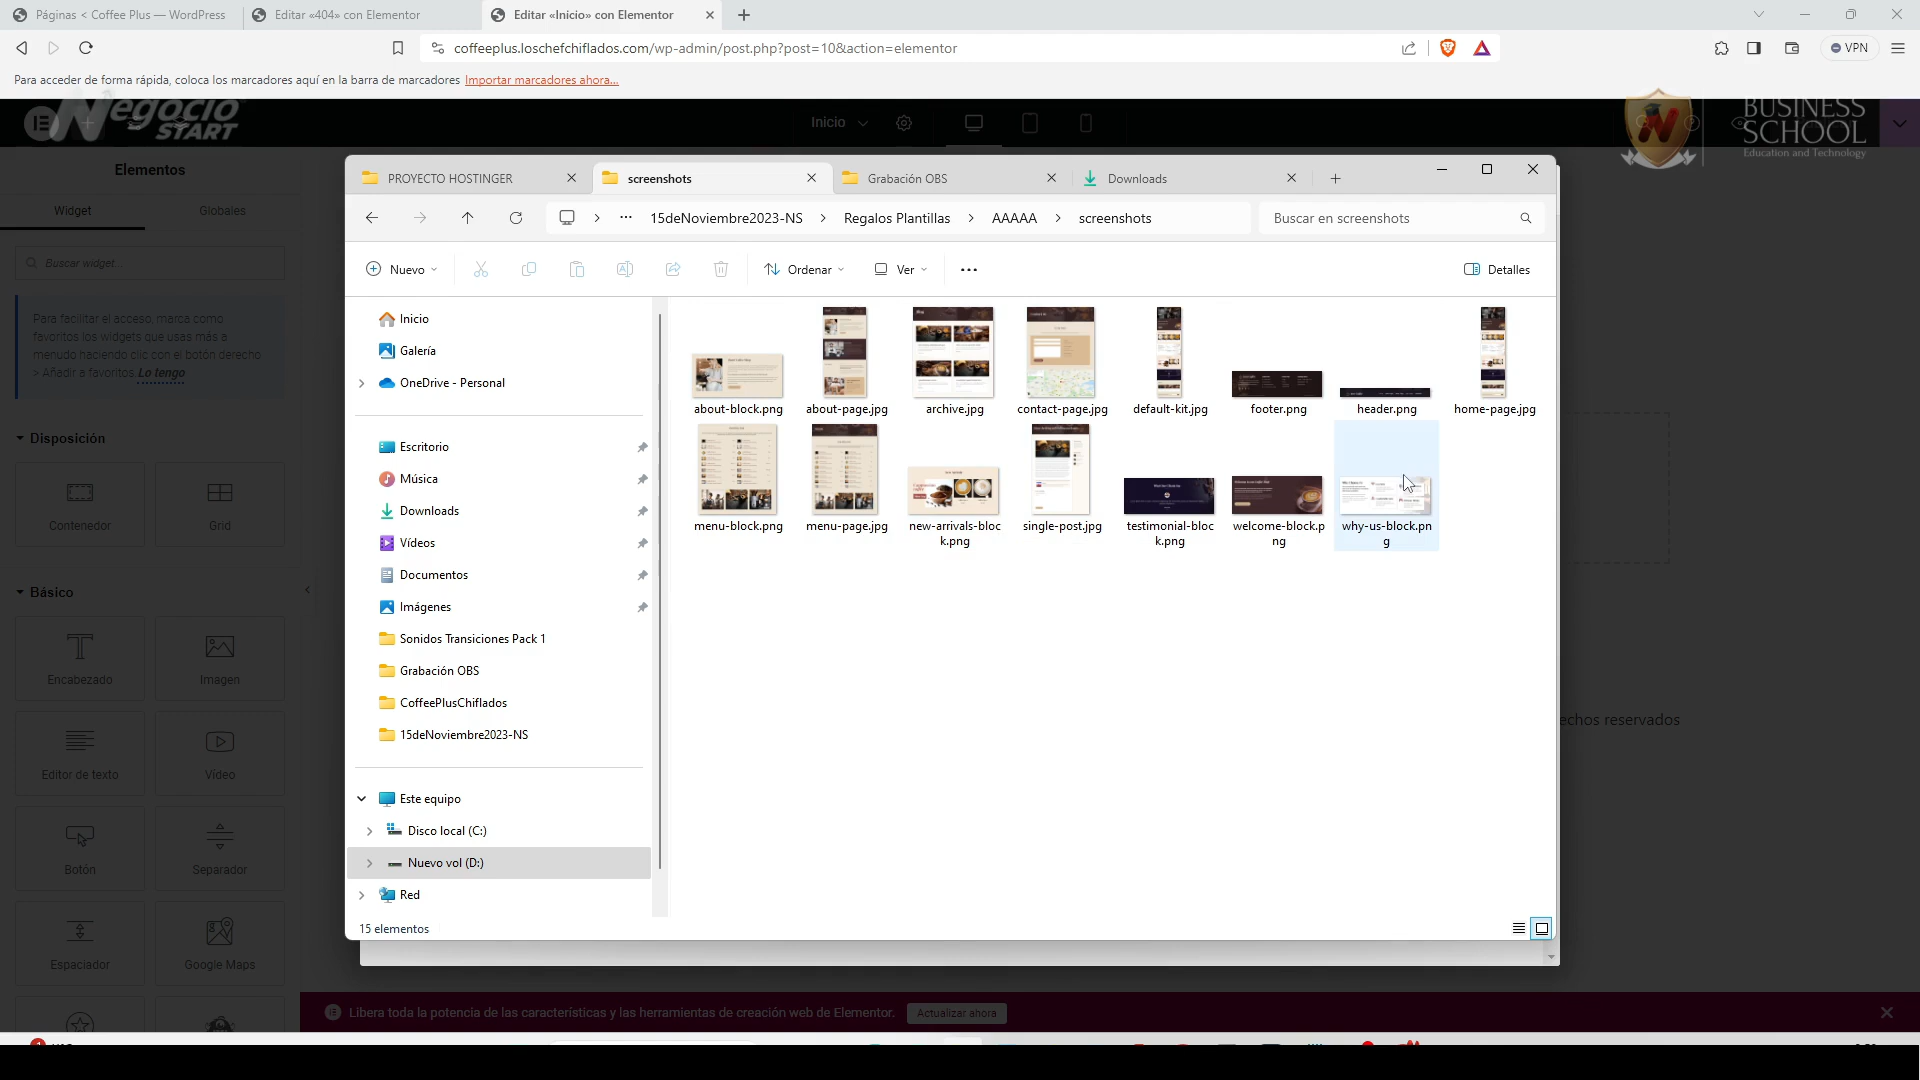 Páginas < Coffee Plus — WordPress
Editar «404» con Elementor
Editar «Inicio» con Elementor
coffeeplus.loschefchiflados.com/wp-admin/post.php?post=10&action=elementor
VPN
Para acceder de forma rápida, coloca los marcadores aquí en la barra de marcadores Importar marcadores ahora...
Negocio
START
Inicio
BUSINESS
SCHOOL
Education and Technology
Elementos
Widget
Globales
Buscar widget...
Para facilitar el acceso, marca como
favoritos los widgets que usas más a
menudo haciendo clic con el botón derecho
> Añadir a favoritos. Lo tengo
Disposición
Contenedor
Grid
Básico
Encabezado
Imagen
Editor de texto
Vídeo
Botón
Separador
Espaciador
Google Maps
PROYECTO HOSTINGER
screenshots
Grabación OBS
Downloads
15deNoviembre2023-NS
Regalos Plantillas
AAAAA
screenshots
Buscar en screenshots
Nuevo
Ordenar
Ver
Detalles
Inicio
Galería
OneDrive - Personal
Escritorio
Música
Downloads
Vídeos
Documentos
Imágenes
Sonidos Transiciones Pack 1
Grabación OBS
CoffeePlusChiflados
15deNoviembre2023-NS
Este equipo
Disco local (C:)
Nuevo vol (D:)
Red
about-block.png
about-page.jpg
archive.jpg
contact-page.jpg
default-kit.jpg
footer.png
header.png
home-page.jpg
menu-block.png
menu-page.jpg
new-arrivals-bloc
k.png
single-post.jpg
testimonial-bloc
k.png
welcome-block.p
ng
why-us-block.pn
g
15 elementos
echos reservados
Libera toda la potencia de las características y las herramientas de creación web de Elementor.
Actualizar ahora